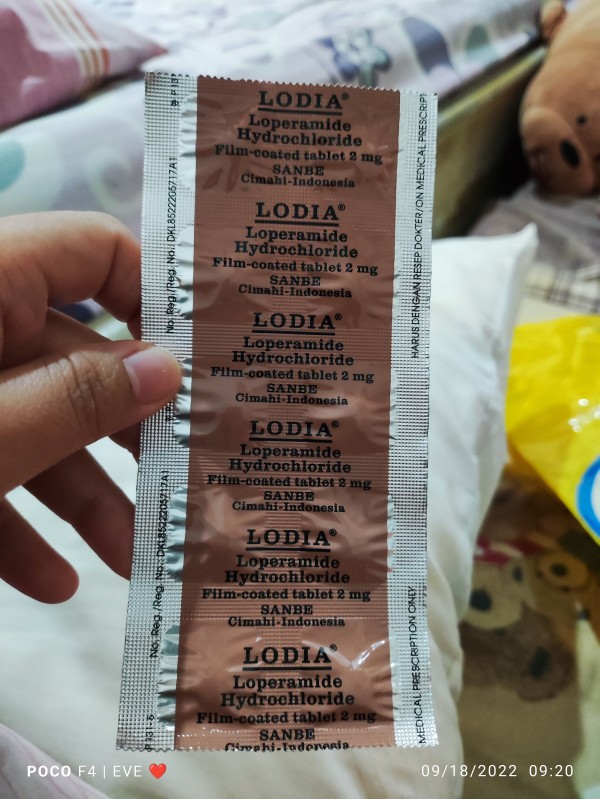 LODIA®
Loperamide
Hydrochloride
Film-coated tablet 2 mg
SANBE
Cimahi-Indonesia
LODIA®
Loperamide
Hydrochloride
Film-coated tablet 2 mg
SANBE
Cimahi-Indonesia
LODIA®
Loperamide
Hydrochloride
Film-coated tablet 2 mg
SANBE
Cimahi-Indonesia
LODIA®
Loperamide
Hydrochloride
Film-coated tablet 2 mg
SANBE
Cimahi-Indonesia
LODIA®
Loperamide
Hydrochloride
Film-coated tablet 2 mg
SANBE
Cimahi-Indonesia
LODIA®
Loperamide
Hydrochloride
Film-coated tablet 2 mg
SANBE
Cimahi-Indonesia
No. Reg./Reg. No.: DKL8522205717A1
No. Reg./Reg. No.: DKL8522205717A1
HARUS DENGAN RESEP DOKTER/ON MEDICAL PRESCRIPT
MEDICAL PRESCRIPTION ONLY
POCO F4 | EVE ❤️
09/18/2022 09:20